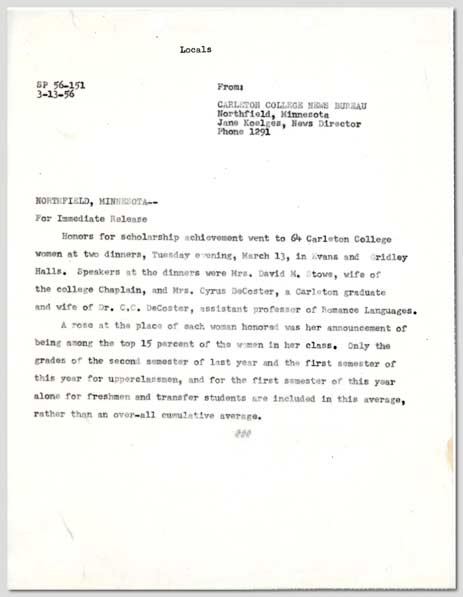 Locals
SP 56-151
3-13-56
From:
CARLETON COLLEGE NEWS BUREAU
Northfield, Minnesota
Jane Koelges, News Director
Phone 1291
NORTHFIELD, MINNESOTA--
For Immediate Release
Honors for scholarship achievement went to 64 Carleton College
women at two dinners, Tuesday evening, March 13, in Evans and Gridley
Halls. Speakers at the dinners were Mrs. David M. Stowe, wife of
the college Chaplain, and Mrs. Cyrus DeCoster, a Carleton graduate
and wife of Dr. C.C. DeCoster, assistant professor of Romance Languages.
A rose at the place of each woman honored was her announcement of
being among the top 15 percent of the women in her class. Only the
grades of the second semester of last year and the first semester of
this year for upperclassmen, and for the first semester of this year
alone for freshmen and transfer students are included in this average,
rather than an over-all cumulative average.
###